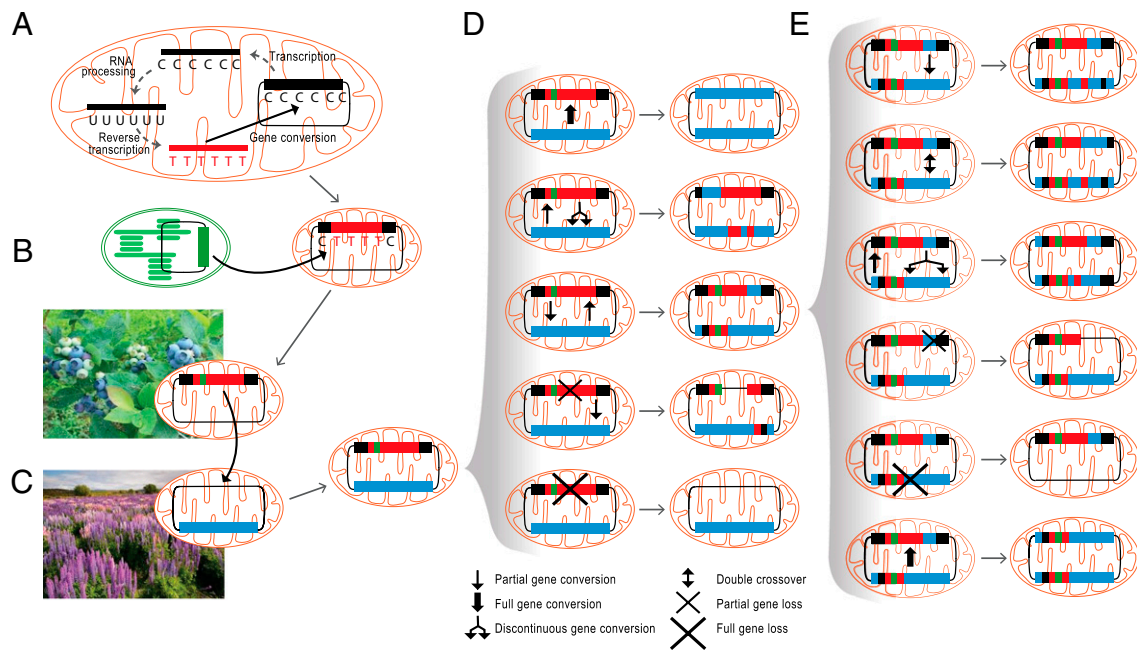 A
D
E
RNA
processing
Transcription
C C C C C C
C C C C C C
U U U U U U
Reverse
transcription
Gene conversion
T T T T T T
B
C T T T T C
C
Partial gene conversion
Full gene conversion
Discontinuous gene conversion
Double crossover
Partial gene loss
Full gene loss